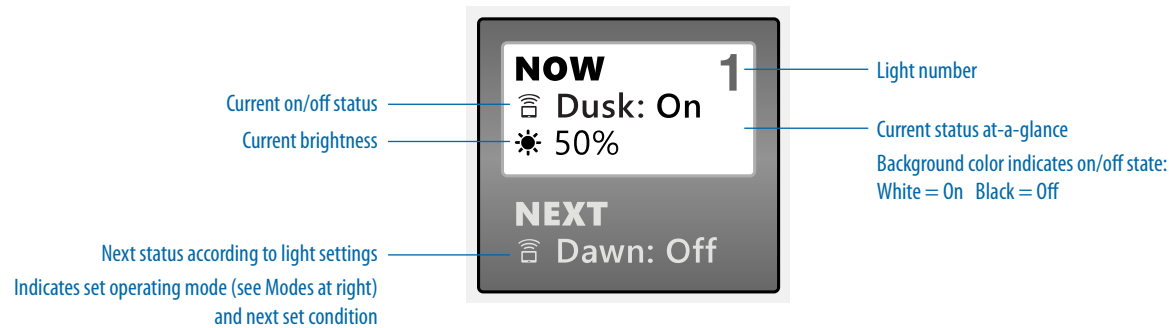 NOW 1
Dusk: On
50%
NEXT
Dawn: Off
Current on/off status
Current brightness
Next status according to light settings
Indicates set operating mode (see Modes at right)
and next set condition
Light number
Current status at-a-glance
Background color indicates on/off state:
White = On Black = Off